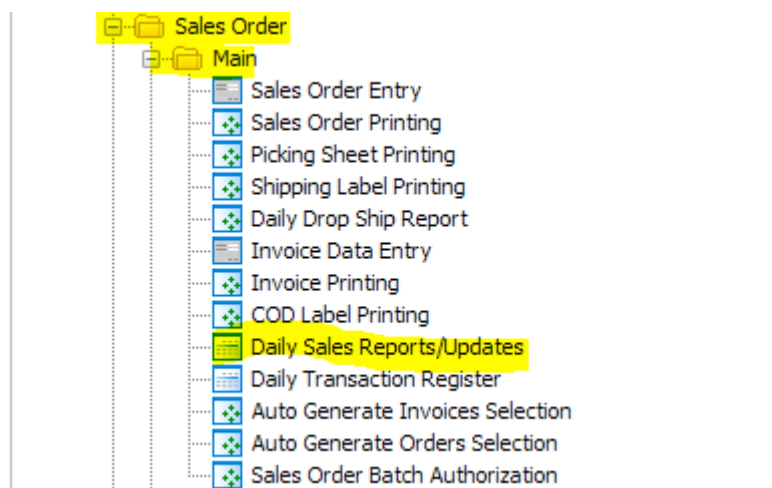 Sales Order
Main
Sales Order Entry
Sales Order Printing
Picking Sheet Printing
Shipping Label Printing
Daily Drop Ship Report
Invoice Data Entry
Invoice Printing
COD Label Printing
Daily Sales Reports/Updates
Daily Transaction Register
Auto Generate Invoices Selection
Auto Generate Orders Selection
Sales Order Batch Authorization